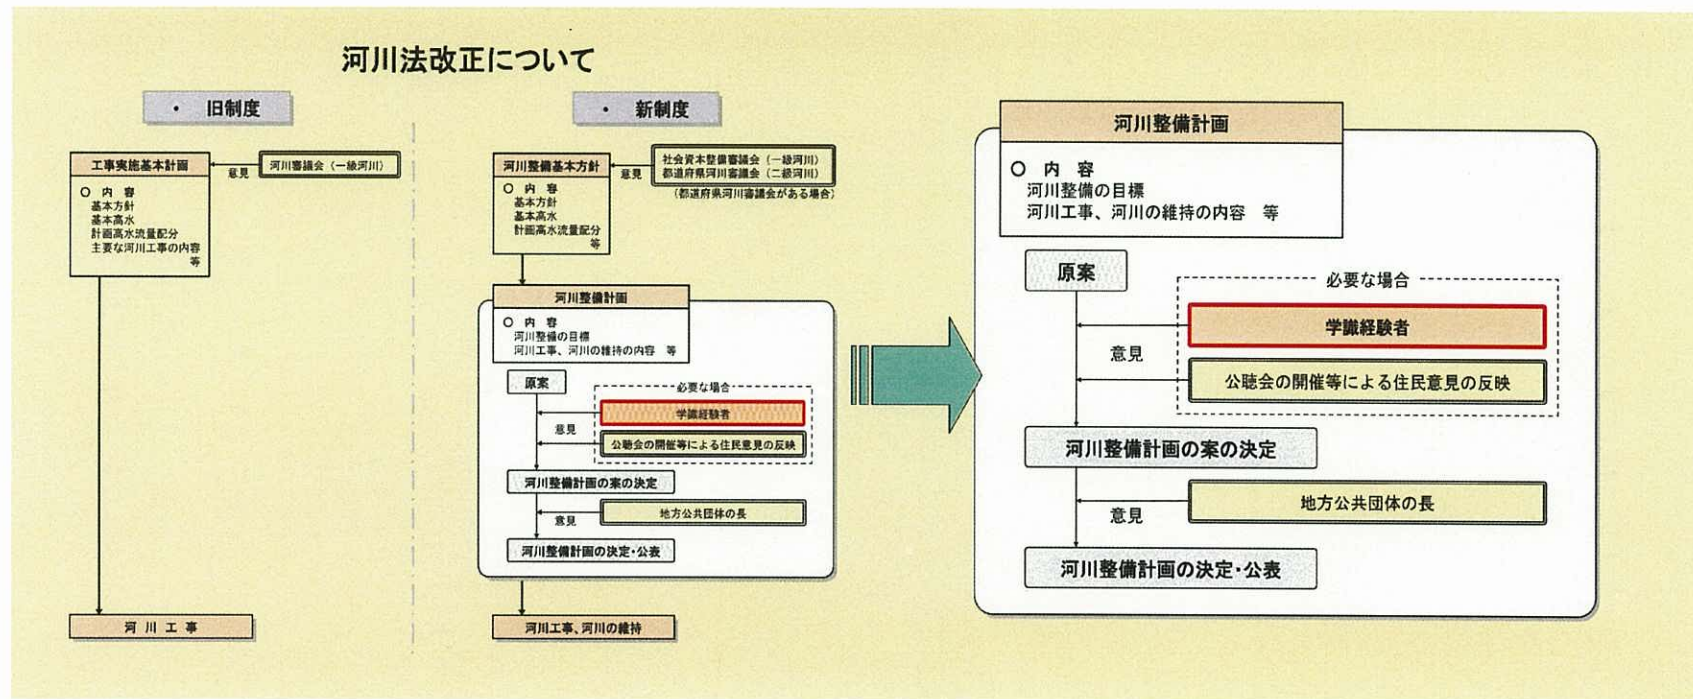 河川法改正について
・ 旧制度
工事実施基本計画
意見
河川審議会（一級河川）
〇 内 容
基本方針
基本高水
計画高水流量配分
主要な河川工事の内容
等
河 川 工 事
・ 新制度
河川整備基本方針
意見
社会資本整備審議会（一級河川）
都道府県河川審議会（二級河川）
（都道府県河川審議会がある場合）
〇 内 容
基本方針
基本高水
計画高水流量配分
等
河川整備計画
〇 内 容
河川整備の目標
河川工事、河川の維持の内容 等
原案
必要な場合
学識経験者
意見
公聴会の開催等による住民意見の反映
河川整備計画の案の決定
地方公共団体の長
意見
河川整備計画の決定・公表
河川工事、河川の維持
河川整備計画
〇 内 容
河川整備の目標
河川工事、河川の維持の内容 等
原案
必要な場合
学識経験者
意見
公聴会の開催等による住民意見の反映
河川整備計画の案の決定
地方公共団体の長
意見
河川整備計画の決定・公表